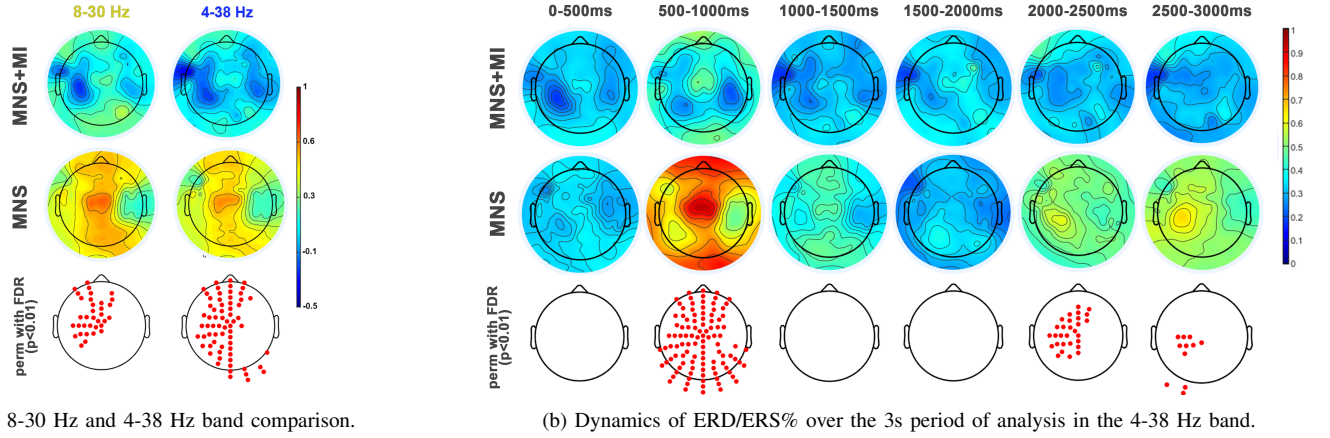 8-30 Hz 4-38 Hz
MNS+MI
MNS
perm with FDR
(p<0.01)
1
0.6
0.3
-0.1
-0.5
8-30 Hz and 4-38 Hz band comparison.
0-500ms 500-1000ms 1000-1500ms 1500-2000ms 2000-2500ms 2500-3000ms
MNS+MI
MNS
perm with FDR
(p<0.01)
1
0.9
0.8
0.7
0.6
0.5
0.4
0.3
0.2
0.1
0
(b) Dynamics of ERD/ERS% over the 3s period of analysis in the 4-38 Hz band.